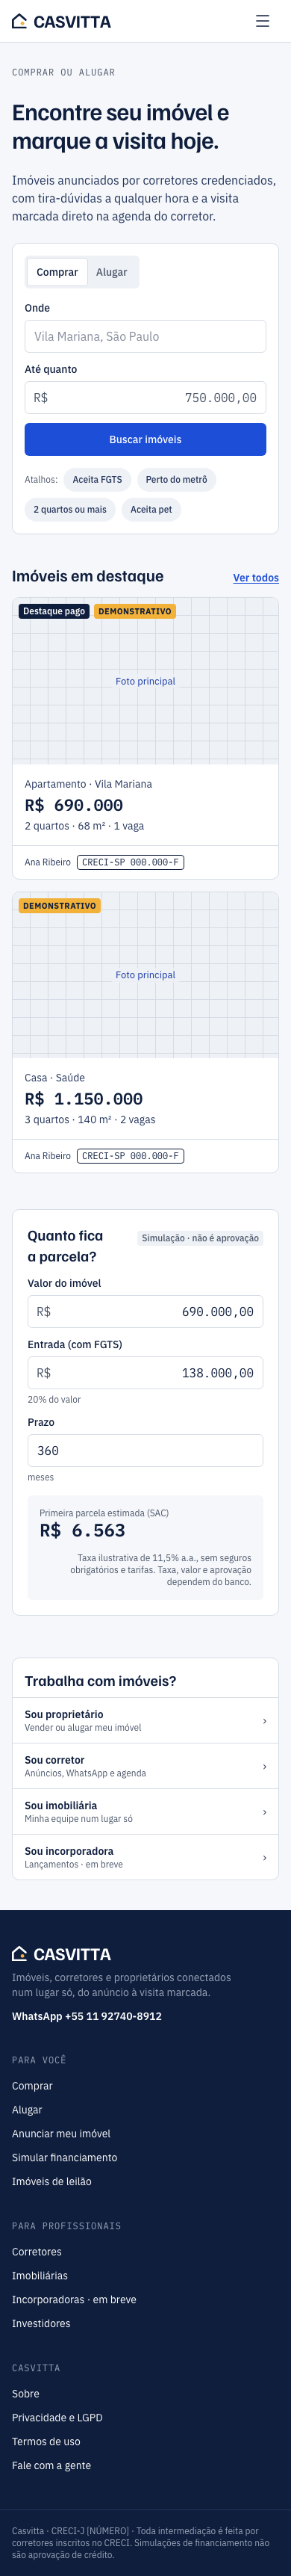 CASVITTA
COMPRAR OU ALUGAR
Encontre seu imóvel e
marque a visita hoje.
Imóveis anunciados por corretores credenciados,
com tira-dúvidas a qualquer hora e a visita
marcada direto na agenda do corretor.
Comprar Alugar
Onde
Vila Mariana, São Paulo
Até quanto
R$ 750.000,00
Buscar imóveis
Atalhos: Aceita FGTS Perto do metrô
2 quartos ou mais Aceita pet
Imóveis em destaque Ver todos
Destaque pago DEMONSTRATIVO
Foto principal
Apartamento · Vila Mariana
R$ 690.000
2 quartos · 68 m² · 1 vaga
Ana Ribeiro CRECI-SP 000.000-F
DEMONSTRATIVO
Foto principal
Casa · Saúde
R$ 1.150.000
3 quartos · 140 m² · 2 vagas
Ana Ribeiro CRECI-SP 000.000-F
Quanto fica
a parcela?
Simulação · não é aprovação
Valor do imóvel
R$ 690.000,00
Entrada (com FGTS)
R$ 138.000,00
20% do valor
Prazo
360
meses
Primeira parcela estimada (SAC)
R$ 6.563
Taxa ilustrativa de 11,5% a.a., sem seguros
obrigatórios e tarifas. Taxa, valor e aprovação
dependem do banco.
Trabalha com imóveis?
Sou proprietário
Vender ou alugar meu imóvel
Sou corretor
Anúncios, WhatsApp e agenda
Sou imobiliária
Minha equipe num lugar só
Sou incorporadora
Lançamentos · em breve
CASVITTA
Imóveis, corretores e proprietários conectados
num lugar só, do anúncio à visita marcada.
WhatsApp +55 11 92740-8912
PARA VOCÊ
Comprar
Alugar
Anunciar meu imóvel
Simular financiamento
Imóveis de leilão
PARA PROFISSIONAIS
Corretores
Imobiliárias
Incorporadoras · em breve
Investidores
CASVITTA
Sobre
Privacidade e LGPD
Termos de uso
Fale com a gente
Casvitta · CRECI-J [NÚMERO] · Toda intermediação é feita por
corretores inscritos no CRECI. Simulações de financiamento não
são aprovação de crédito.